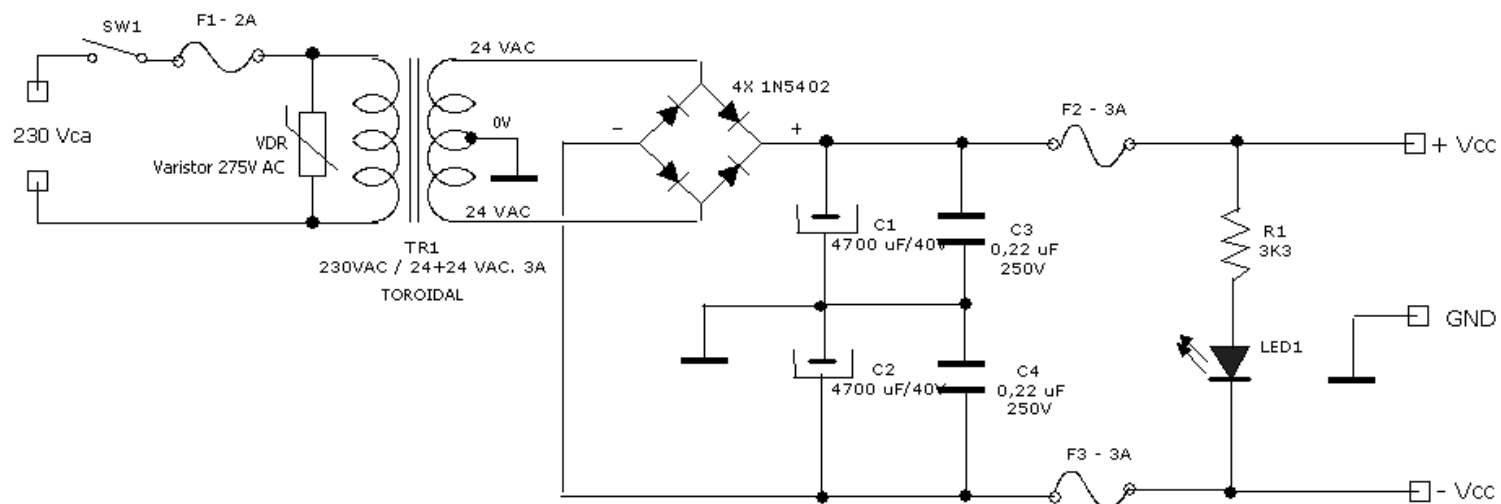 SW1
F1- 2A
230 Vca
VDR
Varistor 275V AC
24 VAC
0V
24 VAC
TR1
230VAC / 24+24 VAC. 3A
TOROIDAL
4X 1N5402
-
+
C1
4700 uF/40V
C3
0,22 uF
250V
C2
4700 uF/40V
C4
0,22 uF
250V
F2 - 3A
F3 - 3A
R1
3K3
LED1
+ Vcc
GND
- Vcc